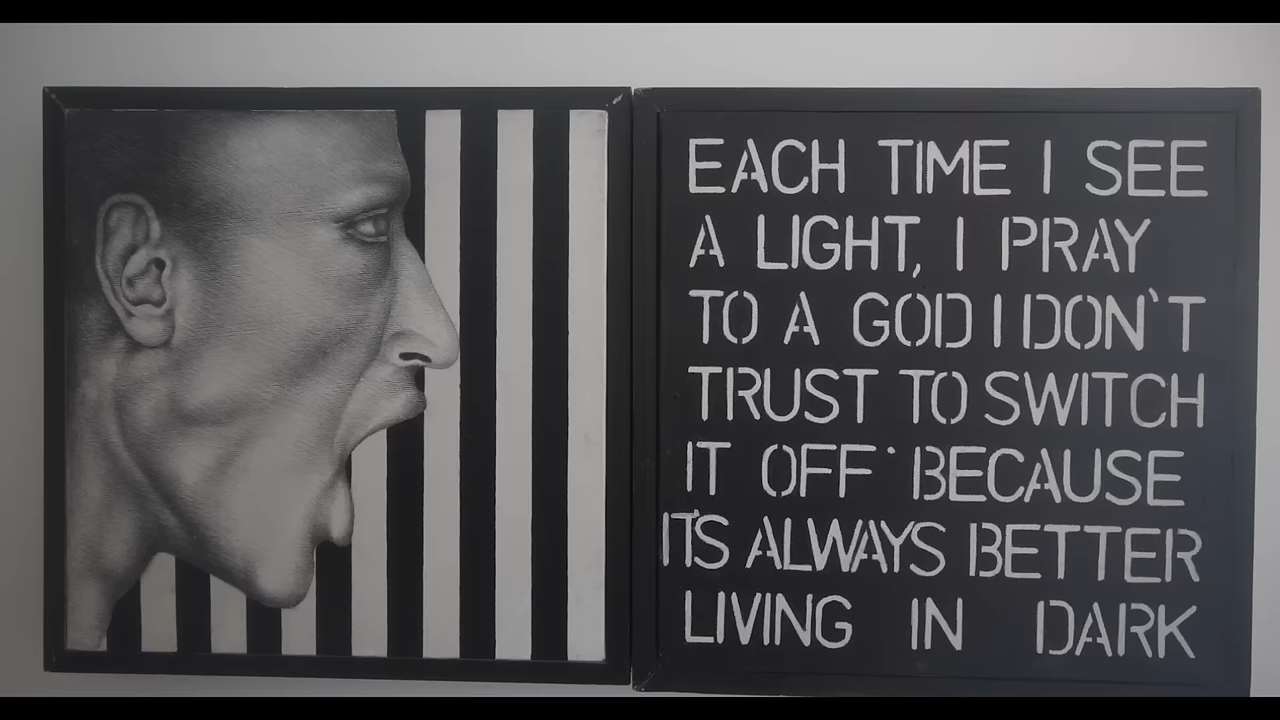 EACH TIME I SEE
A LIGHT, I PRAY
TO A GOD I DON'T
TRUST TO SWITCH
IT OFF· BECAUSE
IT'S ALWAYS BETTER
LIVING IN DARK